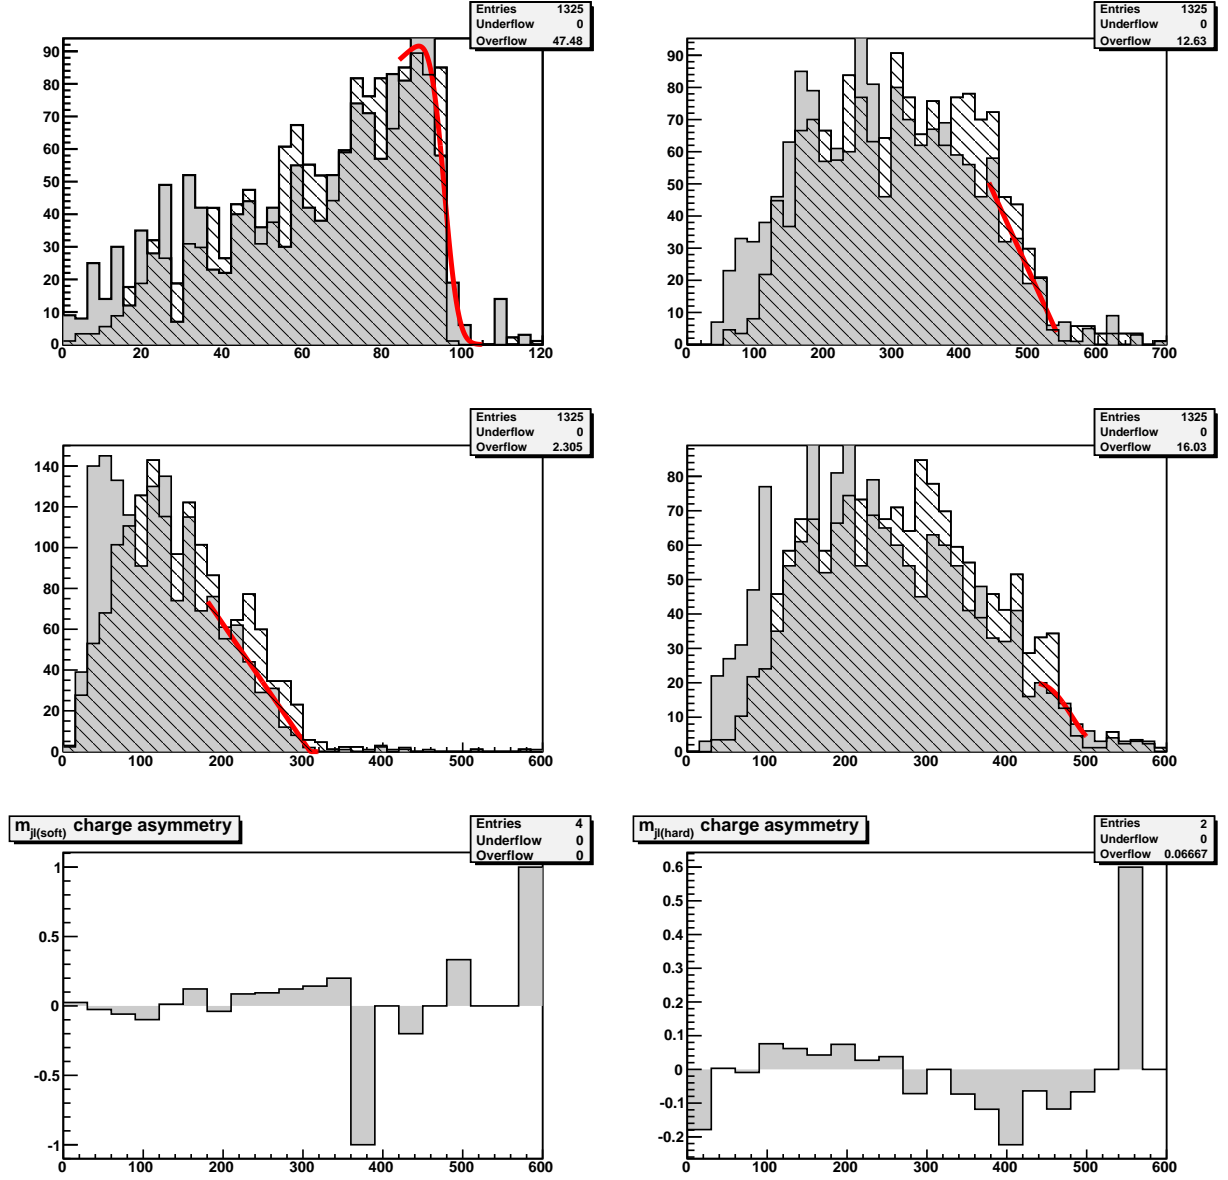 Entries 1325
Underflow 0
Overflow 47.48
90
80
70
60
50
40
30
20
10
0
0 20 40 60 80 100 120
Entries 1325
Underflow 0
Overflow 12.63
90
80
70
60
50
40
30
20
10
0
0 100 200 300 400 500 600 700
Entries 1325
Underflow 0
Overflow 2.305
140
120
100
80
60
40
20
0
0 100 200 300 400 500 600
Entries 1325
Underflow 0
Overflow 16.03
80
70
60
50
40
30
20
10
0
0 100 200 300 400 500 600
m_jl(soft) charge asymmetry
Entries 4
Underflow 0
Overflow 0
1
0.5
0
-0.5
-1
0 100 200 300 400 500 600
m_jl(hard) charge asymmetry
Entries 2
Underflow 0
Overflow 0.06667
0.6
0.5
0.4
0.3
0.2
0.1
0
-0.1
-0.2
0 100 200 300 400 500 600